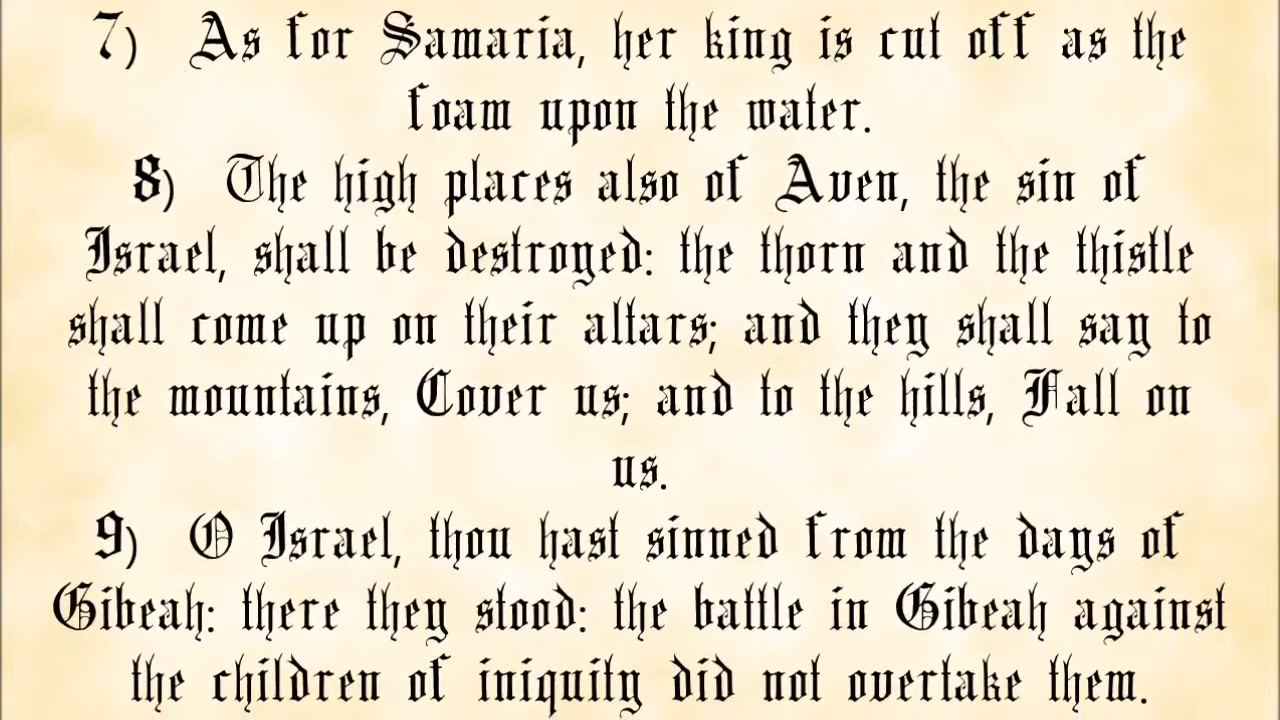 7) As for Samaria, her king is cut off as the
foam upon the water.
8) The high places also of Aven, the sin of
Israel, shall be destroyed: the thorn and the thistle
shall come up on their altars; and they shall say to
the mountains, Cover us; and to the hills, Fall on
us.
9) O Israel, thou hast sinned from the days of
Gibeah: there they stood: the battle in Gibeah against
the children of iniquity did not overtake them.